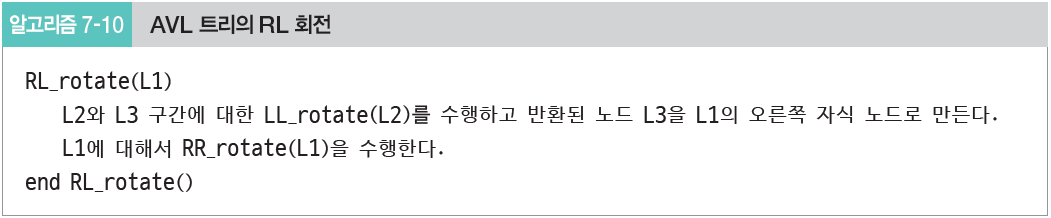 알고리즘 7-10 AVL 트리의 RL 회전
RL_rotate(L1)
L2와 L3 구간에 대한 LL_rotate(L2)를 수행하고 반환된 노드 L3을 L1의 오른쪽 자식 노드로 만든다.
L1에 대해서 RR_rotate(L1)을 수행한다.
end RL_rotate()